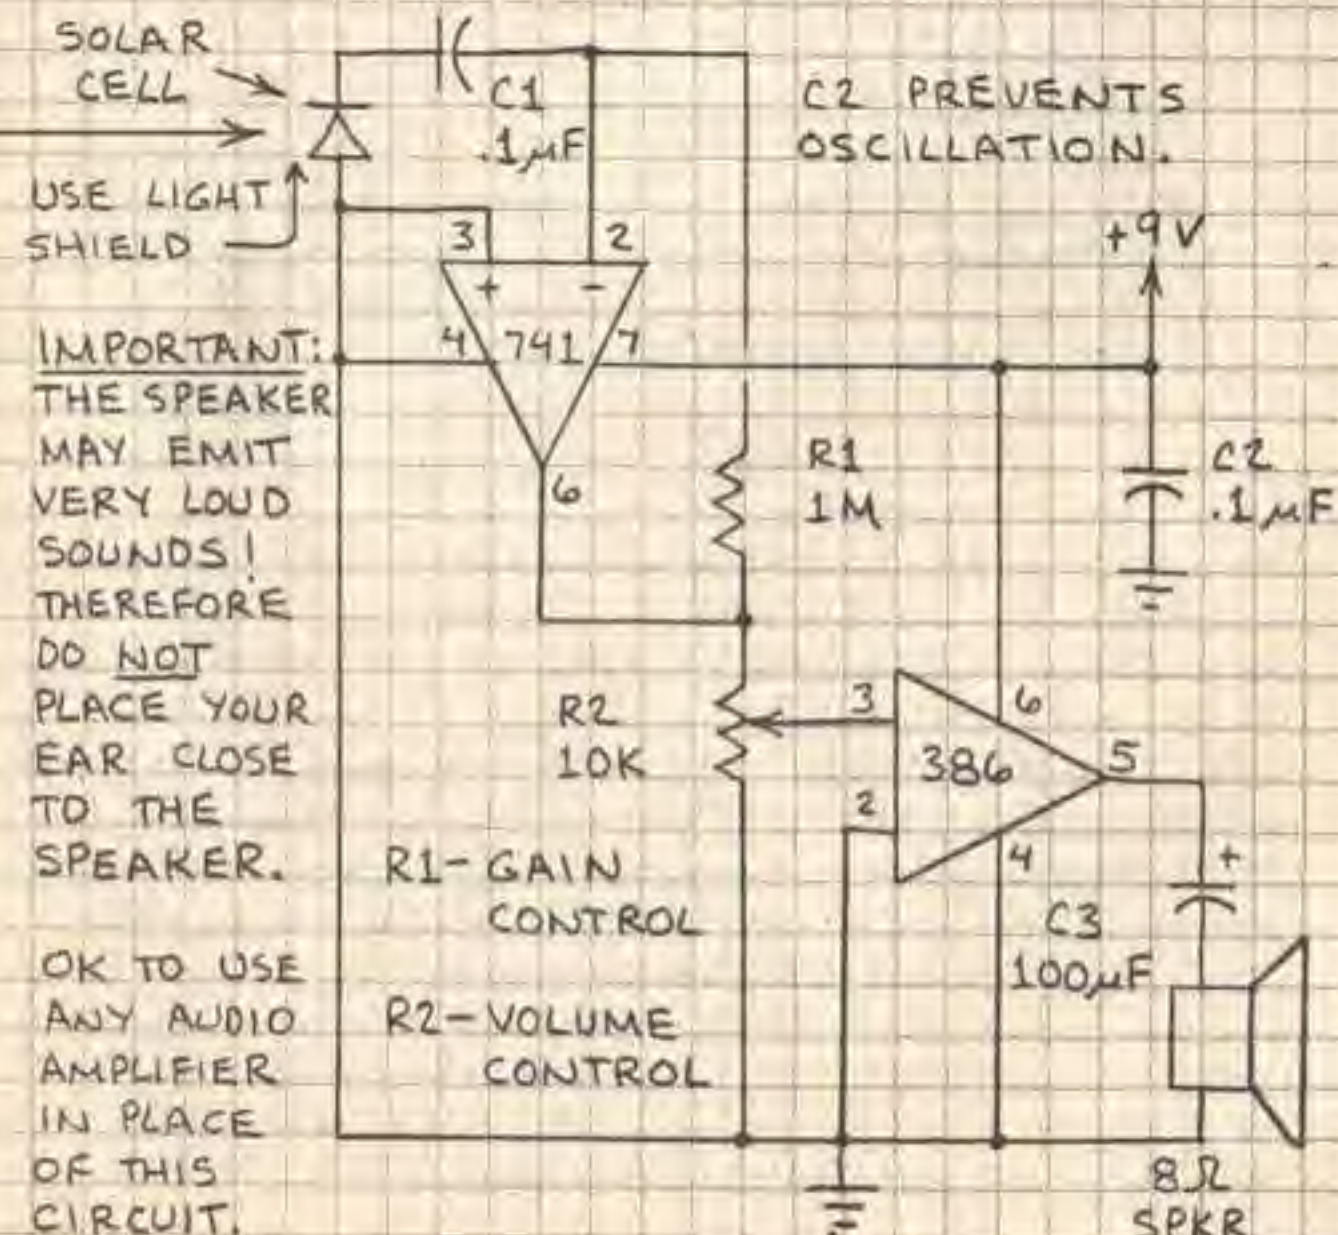 SOLAR
CELL
USE LIGHT
SHIELD
C1
.1µF
C2 PREVENTS
OSCILLATION.
+9V
3
2
+
-
4
741
7
6
IMPORTANT:
THE SPEAKER
MAY EMIT
VERY LOUD
SOUNDS!
THEREFORE
DO NOT
PLACE YOUR
EAR CLOSE
TO THE
SPEAKER.
R1
1M
C2
.1µF
R2
10K
3
2
386
6
5
4
+
C3
100µF
R1-GAIN
CONTROL
R2-VOLUME
CONTROL
OK TO USE
ANY AUDIO
AMPLIFIER
IN PLACE
OF THIS
CIRCUIT.
8Ω
SPKR